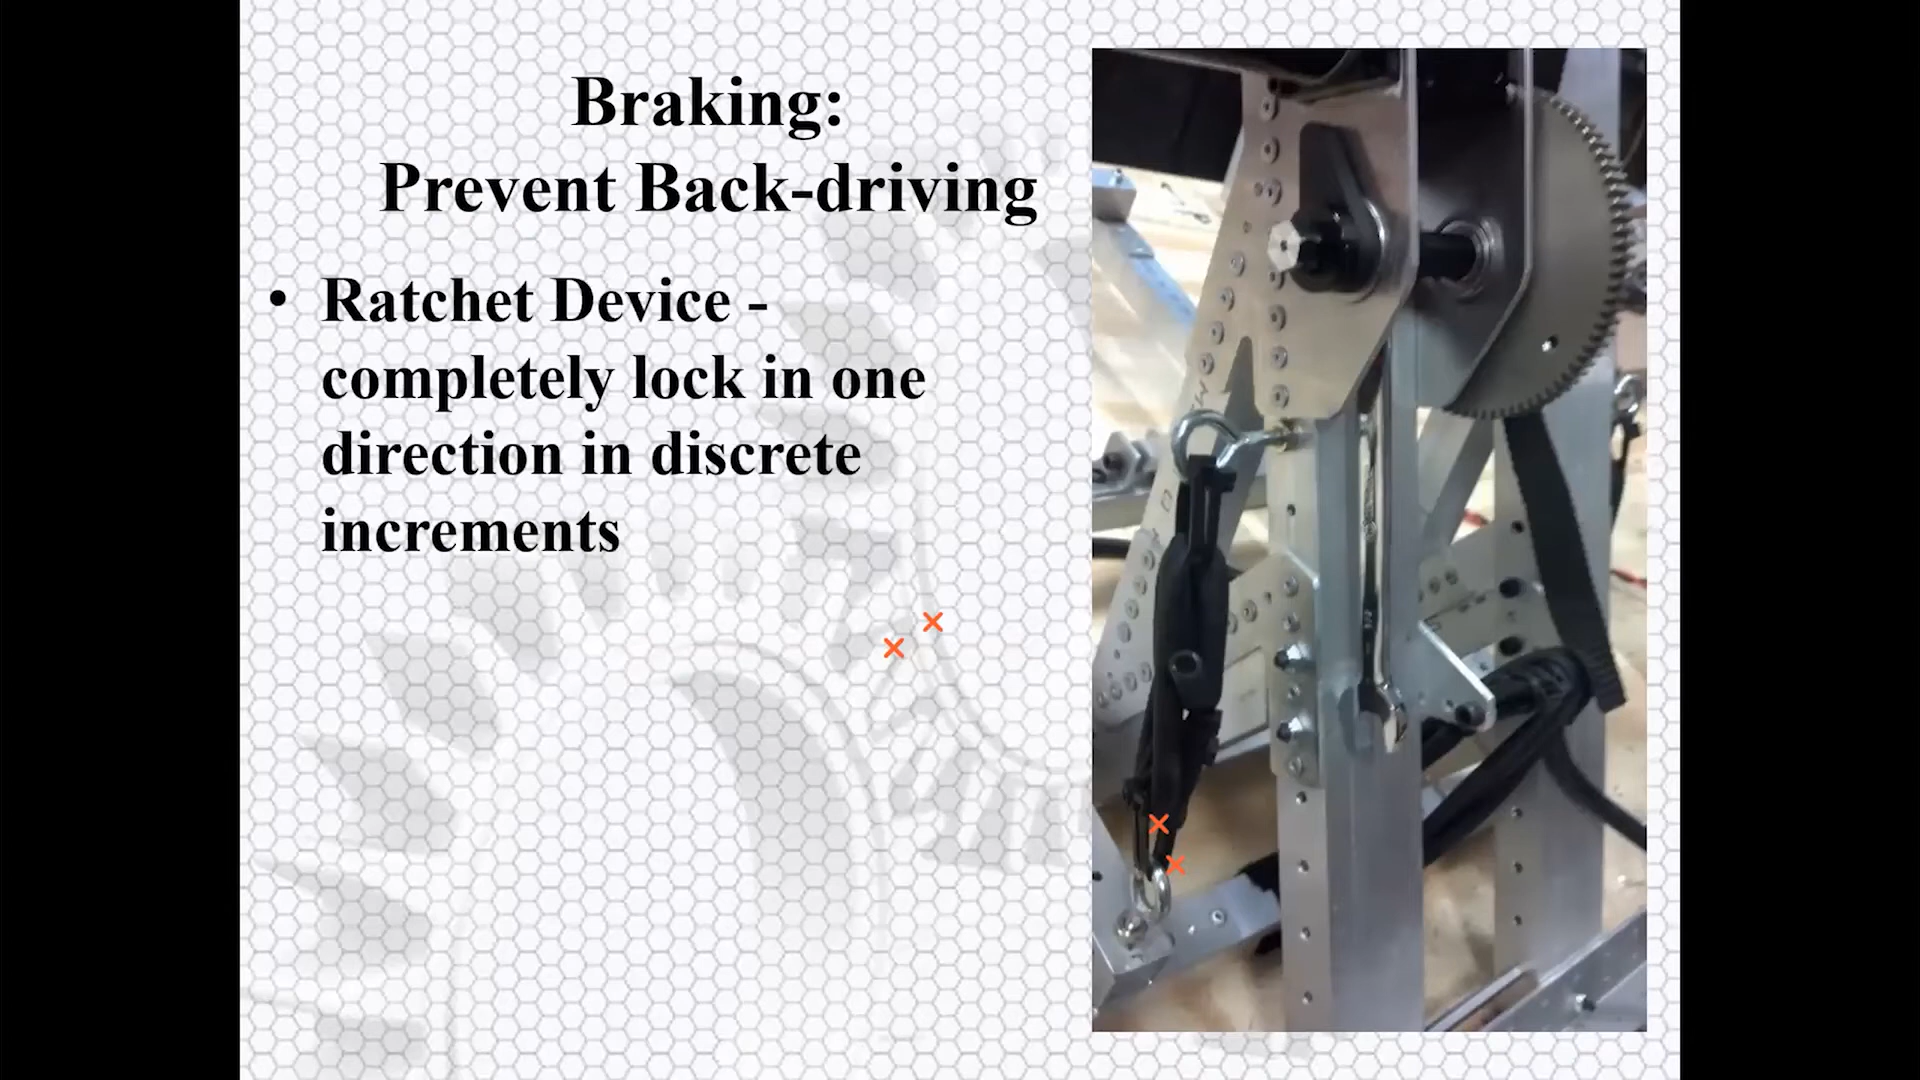 Braking:
Prevent Back-driving
• Ratchet Device -
completely lock in one
direction in discrete
increments